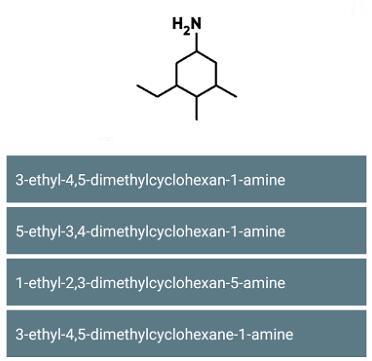 H₂N
3-ethyl-4,5-dimethylcyclohexan-1-amine
5-ethyl-3,4-dimethylcyclohexan-1-amine
1-ethyl-2,3-dimethylcyclohexan-5-amine
3-ethyl-4,5-dimethylcyclohexane-1-amine